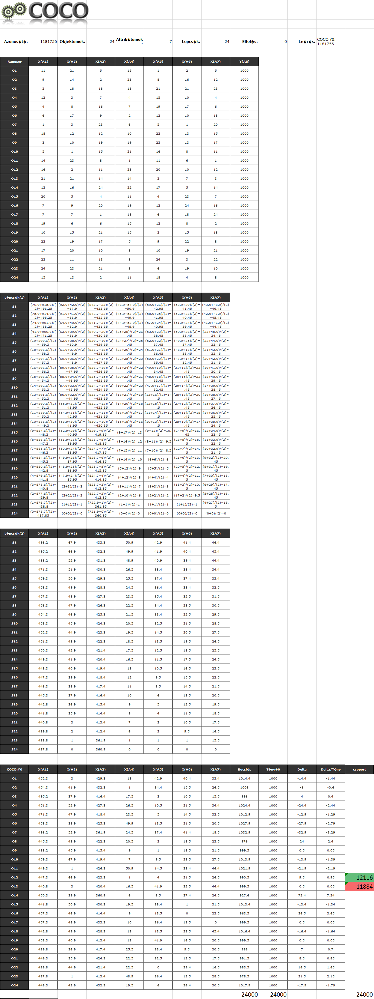 COCO
Azonos�t�: 1181756 Objektumok: 24 Attrib�tumok: 7 Lepcs�k: 24 Eltol�s: 0 Le�r�s: COCO Y0: 1181756
Rangsor X(A1) X(A2) X(A3) X(A4) X(A5) X(A6) X(A7) Y(A8)
O1 11 21 5 15 1 2 5 1000
O2 9 14 2 23 8 16 12 1000
O3 2 18 18 13 21 21 23 1000
O4 12 3 7 4 15 10 4 1000
O5 4 8 16 7 19 17 6 1000
O6 6 17 9 2 12 10 18 1000
O7 1 3 23 6 5 1 20 1000
O8 18 12 12 10 22 13 15 1000
O9 3 10 19 19 23 13 17 1000
O10 5 1 15 21 16 8 11 1000
O11 14 23 8 1 11 6 1 1000
O12 16 2 11 23 20 10 12 1000
O13 21 21 14 14 2 7 3 1000
O14 13 16 24 22 17 5 14 1000
O15 20 5 4 11 4 23 7 1000
O16 7 9 20 19 12 24 16 1000
O17 7 7 1 18 6 18 24 1000
O18 19 6 6 15 12 8 2 1000
O19 10 15 21 15 2 15 18 1000
O20 22 19 17 5 9 22 8 1000
O21 17 20 10 8 10 19 21 1000
O22 23 11 13 8 24 3 22 1000
O23 24 23 21 3 6 19 10 1000
O24 15 13 2 11 18 4 8 1000
L�pcs�k(1) X(A1) X(A2) X(A3) X(A4) X(A5) X(A6) X(A7)
S1 (76.9+915.6)/(2)=496.25 (92.9+42.9)/(2)=67.9 (843.7+23)/(2)=433.35 (46.9+54.9)/(2)=50.9 (59.9+26)/(2)=42.95 (53.9+29)/(2)=41.45 (43.9+48.9)/(2)=46.45
S2 (75.9+914.6)/(2)=495.25 (91.9+41.9)/(2)=66.9 (842.7+22)/(2)=432.35 (45.9+53.9)/(2)=49.9 (58.9+25)/(2)=41.95 (52.9+28)/(2)=40.45 (42.9+47.9)/(2)=45.45
S3 (74.9+901.6)/(2)=488.25 (64.9+40.9)/(2)=52.9 (841.7+21)/(2)=431.35 (44.9+52.9)/(2)=48.9 (57.9+24)/(2)=40.95 (51.9+27)/(2)=39.45 (41.9+46.9)/(2)=44.45
S4 (41.9+900.6)/(2)=471.25 (63.9+39.9)/(2)=51.9 (840.7+20)/(2)=430.35 (25+28)/(2)=26.45 (53.9+23)/(2)=38.45 (50.9+26)/(2)=38.45 (23+45.9)/(2)=34.45
S5 (19+899.6)/(2)=459.3 (62.9+38.9)/(2)=50.9 (839.7+19)/(2)=429.35 (24+27)/(2)=25.45 (52.9+22)/(2)=37.45 (49.9+25)/(2)=37.45 (22+44.9)/(2)=33.45
S6 (18+898.6)/(2)=458.3 (61.9+37.9)/(2)=49.9 (838.7+18)/(2)=428.35 (23+26)/(2)=24.45 (51.9+21)/(2)=36.45 (48.9+18)/(2)=33.45 (21+43.9)/(2)=32.45
S7 (17+897.6)/(2)=457.3 (60.9+36.9)/(2)=48.9 (837.7+17)/(2)=427.35 (22+25)/(2)=23.45 (50.9+20)/(2)=35.45 (47.9+17)/(2)=32.45 (20+42.9)/(2)=31.45
S8 (16+896.6)/(2)=456.3 (59.9+35.9)/(2)=47.95 (836.7+16)/(2)=426.35 (21+24)/(2)=22.45 (49.9+19)/(2)=34.45 (31+16)/(2)=23.45 (19+41.9)/(2)=30.45
S9 (15+893.6)/(2)=454.3 (58.9+34.9)/(2)=46.95 (835.7+15)/(2)=425.35 (20+23)/(2)=21.45 (48.9+18)/(2)=33.45 (30+15)/(2)=22.45 (18+40.9)/(2)=29.45
S10 (14+892.6)/(2)=453.3 (57.9+33.9)/(2)=45.95 (834.7+14)/(2)=424.35 (19+22)/(2)=20.45 (47.9+17)/(2)=32.45 (29+14)/(2)=21.45 (17+39.9)/(2)=28.45
S11 (13+891.6)/(2)=452.3 (56.9+32.9)/(2)=44.95 (833.7+13)/(2)=423.35 (18+21)/(2)=19.45 (13+16)/(2)=14.5 (28+13)/(2)=20.45 (16+38.9)/(2)=27.45
S12 (12+890.6)/(2)=451.3 (55.9+32)/(2)=43.95 (832.7+12)/(2)=422.35 (17+20)/(2)=18.45 (12+15)/(2)=13.5 (27+12)/(2)=19.45 (15+37.9)/(2)=26.45
S13 (11+889.6)/(2)=450.3 (54.9+31)/(2)=42.95 (831.7+11)/(2)=421.35 (16+19)/(2)=17.45 (11+14)/(2)=12.5 (26+11)/(2)=18.45 (14+36.9)/(2)=25.45
S14 (10+888.6)/(2)=449.3 (53.9+30)/(2)=41.95 (830.7+10)/(2)=420.35 (15+18)/(2)=16.45 (10+13)/(2)=11.5 (25+10)/(2)=17.45 (13+35.9)/(2)=24.45
S15 (9+887.6)/(2)=448.3 (52.9+29)/(2)=40.95 (829.7+9)/(2)=419.35 (9+17)/(2)=13 (9+12)/(2)=10.5 (24+9)/(2)=16.45 (12+34.9)/(2)=23.45
S16 (8+886.6)/(2)=447.3 (51.9+28)/(2)=39.95 (828.7+8)/(2)=418.35 (8+16)/(2)=12 (8+11)/(2)=9.5 (23+8)/(2)=15.5 (11+33.9)/(2)=22.45
S17 (7+885.6)/(2)=446.3 (50.9+27)/(2)=38.95 (827.7+7)/(2)=417.35 (7+15)/(2)=11 (7+10)/(2)=8.5 (22+7)/(2)=14.5 (10+32.9)/(2)=21.45
S18 (6+884.6)/(2)=445.3 (49.9+26)/(2)=37.95 (826.7+6)/(2)=416.35 (6+14)/(2)=10 (6+6)/(2)=6 (21+6)/(2)=13.5 (9+32)/(2)=20.45
S19 (5+880.6)/(2)=442.8 (48.9+25)/(2)=36.95 (825.7+5)/(2)=415.35 (5+13)/(2)=9 (5+5)/(2)=5 (20+5)/(2)=12.5 (8+31)/(2)=19.45
S20 (4+879.6)/(2)=441.8 (47.9+24)/(2)=35.95 (824.7+4)/(2)=414.35 (4+12)/(2)=8 (4+4)/(2)=4 (19+4)/(2)=11.5 (7+30)/(2)=18.45
S21 (3+878.6)/(2)=440.8 (3+3)/(2)=3 (823.7+3)/(2)=413.35 (3+11)/(2)=7 (3+3)/(2)=3 (18+3)/(2)=10.5 (6+29)/(2)=17.45
S22 (2+877.6)/(2)=439.8 (2+2)/(2)=2 (822.7+2)/(2)=412.35 (2+10)/(2)=6 (2+2)/(2)=2 (17+2)/(2)=9.5 (5+28)/(2)=16.45
S23 (1+876.7)/(2)=438.8 (1+1)/(2)=1 (722.9+1)/(2)=361.95 (1+1)/(2)=1 (1+1)/(2)=1 (1+1)/(2)=1 (4+27)/(2)=15.5
S24 (0+875.7)/(2)=437.85 (0+0)/(2)=0 (721.9+0)/(2)=360.95 (0+0)/(2)=0 (0+0)/(2)=0 (0+0)/(2)=0 (0+0)/(2)=0
L�pcs�k(2) X(A1) X(A2) X(A3) X(A4) X(A5) X(A6) X(A7)
S1 496.2 67.9 433.3 50.9 42.9 41.4 46.4
S2 495.2 66.9 432.3 49.9 41.9 40.4 45.4
S3 488.2 52.9 431.3 48.9 40.9 39.4 44.4
S4 471.3 51.9 430.3 26.5 38.4 38.4 34.4
S5 459.3 50.9 429.3 25.5 37.4 37.4 33.4
S6 458.3 49.9 428.3 24.5 36.4 33.4 32.5
S7 457.3 48.9 427.3 23.5 35.4 32.5 31.5
S8 456.3 47.9 426.3 22.5 34.4 23.5 30.5
S9 454.3 46.9 425.3 21.5 33.4 22.5 29.5
S10 453.3 45.9 424.3 20.5 32.5 21.5 28.5
S11 452.3 44.9 423.3 19.5 14.5 20.5 27.5
S12 451.3 43.9 422.3 18.5 13.5 19.5 26.5
S13 450.3 42.9 421.4 17.5 12.5 18.5 25.5
S14 449.3 41.9 420.4 16.5 11.5 17.5 24.5
S15 448.3 40.9 419.4 13 10.5 16.5 23.5
S16 447.3 39.9 418.4 12 9.5 15.5 22.5
S17 446.3 38.9 417.4 11 8.5 14.5 21.5
S18 445.3 37.9 416.4 10 6 13.5 20.5
S19 442.8 36.9 415.4 9 5 12.5 19.5
S20 441.8 35.9 414.4 8 4 11.5 18.5
S21 440.8 3 413.4 7 3 10.5 17.5
S22 439.8 2 412.4 6 2 9.5 16.5
S23 438.8 1 361.9 1 1 1 15.5
S24 437.8 0 360.9 0 0 0 0
COCO:Y0 X(A1) X(A2) X(A3) X(A4) X(A5) X(A6) X(A7) Becsl�s T�ny+0 Delta Delta/T�ny csoport
O1 452.3 3 429.3 13 42.9 40.4 33.4 1014.4 1000 -14.4 -1.44
O2 454.3 41.9 432.3 1 34.4 15.5 26.5 1006 1000 -6 -0.6
O3 495.2 37.9 416.4 17.5 3 10.5 15.5 996 1000 4 0.4
O4 451.3 52.9 427.3 26.5 10.5 21.5 34.4 1024.4 1000 -24.4 -2.44
O5 471.3 47.9 418.4 23.5 5 14.5 32.5 1012.9 1000 -12.9 -1.29
O6 458.3 38.9 425.3 49.9 13.5 21.5 20.5 1027.9 1000 -27.9 -2.79
O7 496.2 52.9 361.9 24.5 37.4 41.4 18.5 1032.9 1000 -32.9 -3.29
O8 445.3 43.9 422.3 20.5 2 18.5 23.5 976 1000 24 2.4
O9 488.2 45.9 415.4 9 1 18.5 21.5 999.5 1000 0.5 0.05
O10 459.3 67.9 419.4 7 9.5 23.5 27.5 1013.9 1000 -13.9 -1.39
O11 449.3 1 426.3 50.9 14.5 33.4 46.4 1021.9 1000 -21.9 -2.19
O12 447.3 66.9 423.3 1 4 21.5 26.5 990.5 1000 9.5 0.95 12116
O13 440.8 3 420.4 16.5 41.9 32.5 44.4 999.5 1000 0.5 0.05 11884
O14 450.3 39.9 360.9 6 8.5 37.4 24.5 927.6 1000 72.4 7.24
O15 441.8 50.9 430.3 19.5 38.4 1 31.5 1013.4 1000 -13.4 -1.34
O16 457.3 46.9 414.4 9 13.5 0 22.5 963.5 1000 36.5 3.65
O17 457.3 48.9 433.3 10 36.4 13.5 0 999.5 1000 0.5 0.05
O18 442.8 49.9 428.3 13 13.5 23.5 45.4 1016.4 1000 -16.4 -1.64
O19 453.3 40.9 413.4 13 41.9 16.5 20.5 999.5 1000 0.5 0.05
O20 439.8 36.9 417.4 25.5 33.4 9.5 30.5 993 1000 7 0.7
O21 446.3 35.9 424.3 22.5 32.5 12.5 17.5 991.5 1000 8.5 0.85
O22 438.8 44.9 421.4 22.5 0 39.4 16.5 983.5 1000 16.5 1.65
O23 437.8 1 413.4 48.9 36.4 12.5 28.5 978.5 1000 21.5 2.15
O24 448.3 42.9 432.3 19.5 6 38.4 30.5 1017.9 1000 -17.9 -1.79
24000 24000 24000